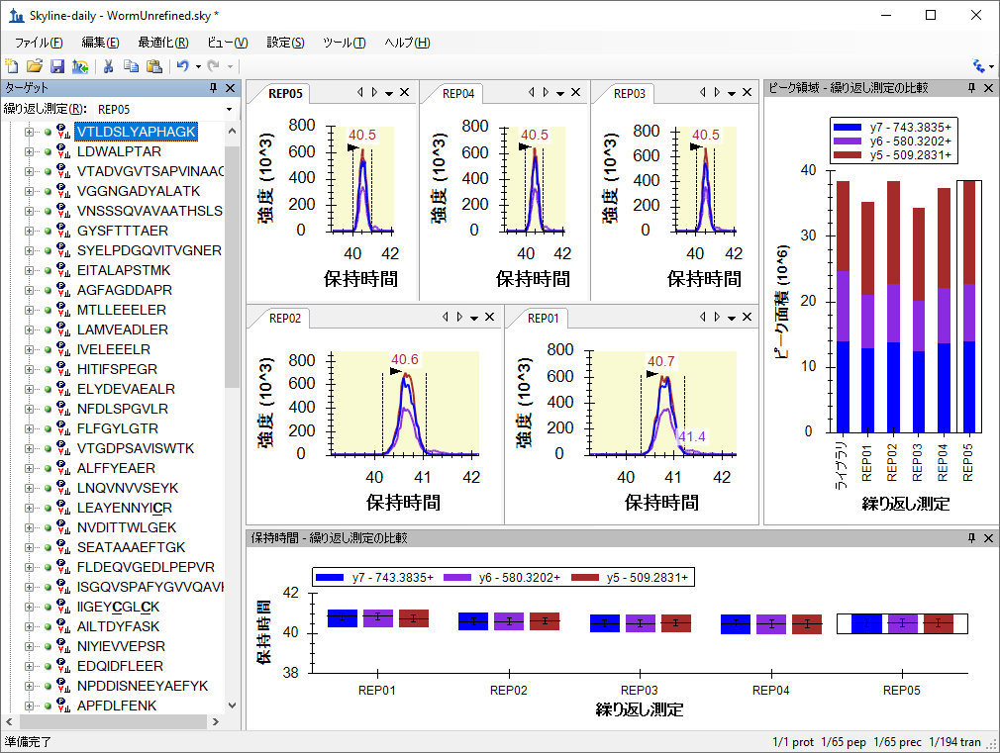 Skyline-daily - WormUnrefined.sky *
ファイル(F) 編集(E) 最適化(R) ビュー(V) 設定(S) ツール(T) ヘルプ(H)
ターゲット
繰り返し測定(R): REP05
VTLDSLYAPHAGK
LDWALPTAR
VTADVGVTSAPVINAAC
VGGNGADYALATK
VNSSSQVAVAATHSLS
GYSFTTTAER
SYELPDGQVITVGNER
EITALAPSTMK
AGFAGDDAPR
MTLLEEELER
LAMVEADLER
IVELEEELR
HITIFSPEGR
ELYDEVAEALR
NFDLSPGVLR
FLFGYLGTR
VTGDPSAVISWTK
ALFFYEAER
LNQVNVVSEYK
LEAYENNYICR
NVDITTWLGEK
SEATAAAEFTGK
FLDEQVGEDLPEPVR
ISGQVSPAFYGVVQAVH
IIGEYCGLCK
AILTDYFASK
NIYIEVVEPSR
EDQIDFLEER
NPDDISNEEYAEFYK
APFDLFENK
REP05
強度 (10^3)
800
600
400
200
0
40.5
40 42
保持時間
REP04
強度 (10^3)
800
600
400
200
0
40.5
40 42
保持時間
REP03
強度 (10^3)
800
600
400
200
0
40.5
40 42
保持時間
REP02
強度 (10^3)
800
600
400
200
0
40.6
40 41 42
保持時間
REP01
強度 (10^3)
800
600
400
200
0
40.7
41.4
40 41 42
保持時間
ピーク領域 - 繰り返し測定の比較
y7 - 743.3835+
y6 - 580.3202+
y5 - 509.2831+
ピーク面積 (10^6)
40
30
20
10
0
ライブラリ REP01 REP02 REP03 REP04 REP05
繰り返し測定
保持時間 - 繰り返し測定の比較
y7 - 743.3835+ y6 - 580.3202+ y5 - 509.2831+
保持時間
42
40
38
REP01 REP02 REP03 REP04 REP05
繰り返し測定
準備完了
1/1 prot 1/65 pep 1/65 prec 1/194 tran